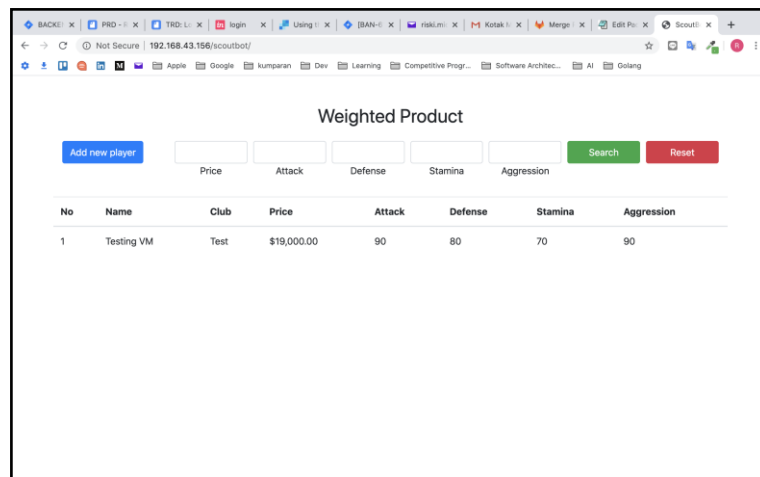 BACKE PRD - TRD: L login Using t [BAN-6 riski.mi Kotak Merge Edit Pa Scout
Not Secure | 192.168.43.156/scoutbot/
Apple Google kumparan Dev Learning Competitive Progr... Software Architec... AI Golang
Weighted Product
Add new player Search Reset
Price Attack Defense Stamina Aggression
No Name Club Price Attack Defense Stamina Aggression
1 Testing VM Test $19,000.00 90 80 70 90